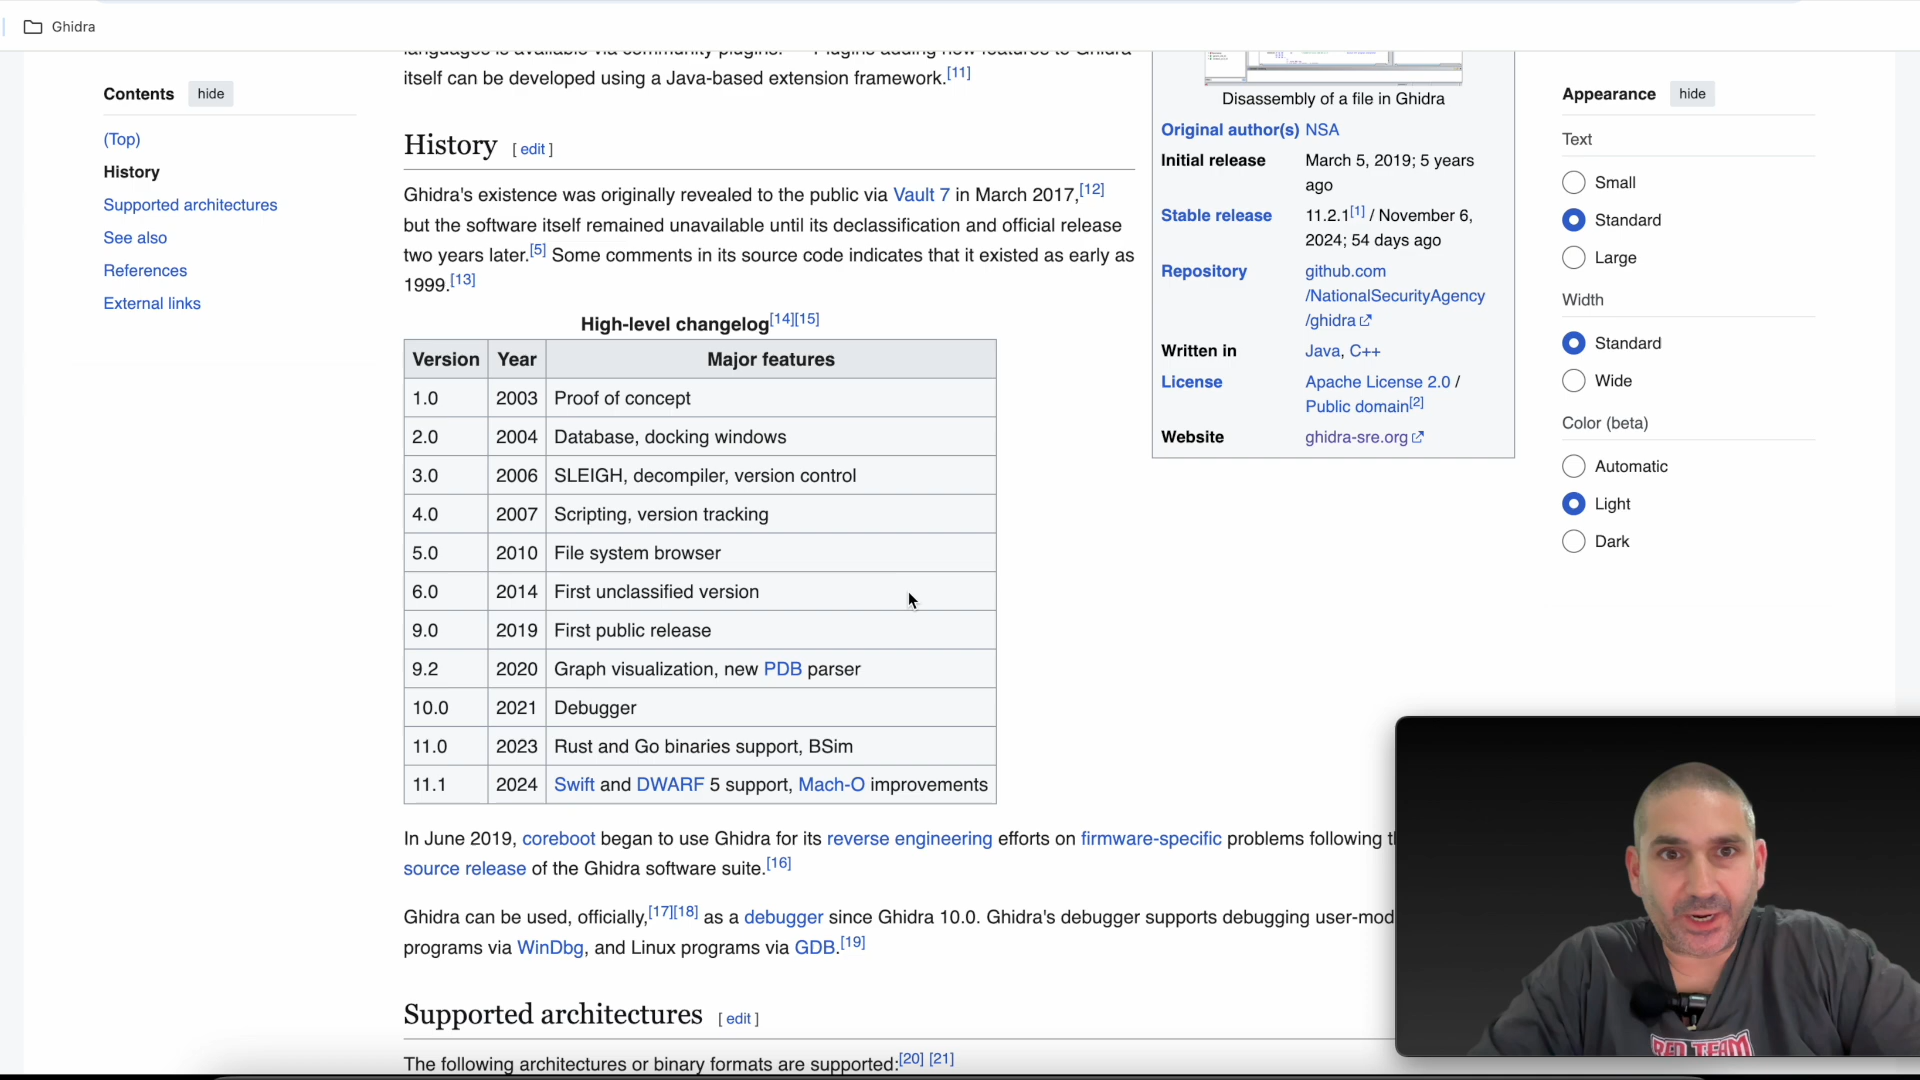 Ghidra
Contents hide
(Top)
History
Supported architectures
See also
References
External links
languages is available via community plugins. Plugins adding new features to Ghidra
itself can be developed using a Java-based extension framework.[11]
History [ edit ]
Ghidra's existence was originally revealed to the public via Vault 7 in March 2017,[12]
but the software itself remained unavailable until its declassification and official release
two years later.[5] Some comments in its source code indicates that it existed as early as
1999.[13]
High-level changelog[14][15]
Version Year Major features
1.0 2003 Proof of concept
2.0 2004 Database, docking windows
3.0 2006 SLEIGH, decompiler, version control
4.0 2007 Scripting, version tracking
5.0 2010 File system browser
6.0 2014 First unclassified version
9.0 2019 First public release
9.2 2020 Graph visualization, new PDB parser
10.0 2021 Debugger
11.0 2023 Rust and Go binaries support, BSim
11.1 2024 Swift and DWARF 5 support, Mach-O improvements
In June 2019, coreboot began to use Ghidra for its reverse engineering efforts on firmware-specific problems following
source release of the Ghidra software suite.[16]
Ghidra can be used, officially,[17][18] as a debugger since Ghidra 10.0. Ghidra's debugger supports debugging user-mod
programs via WinDbg, and Linux programs via GDB.[19]
Supported architectures [ edit ]
The following architectures or binary formats are supported:[20] [21]
Disassembly of a file in Ghidra
Original author(s) NSA
Initial release March 5, 2019; 5 years
ago
Stable release 11.2.1[1] / November 6,
2024; 54 days ago
Repository github.com
/NationalSecurityAgency
/ghidra
Written in Java, C++
License Apache License 2.0 /
Public domain[2]
Website ghidra-sre.org
Appearance hide
Text
Small
Standard
Large
Width
Standard
Wide
Color (beta)
Automatic
Light
Dark
RED TEAM